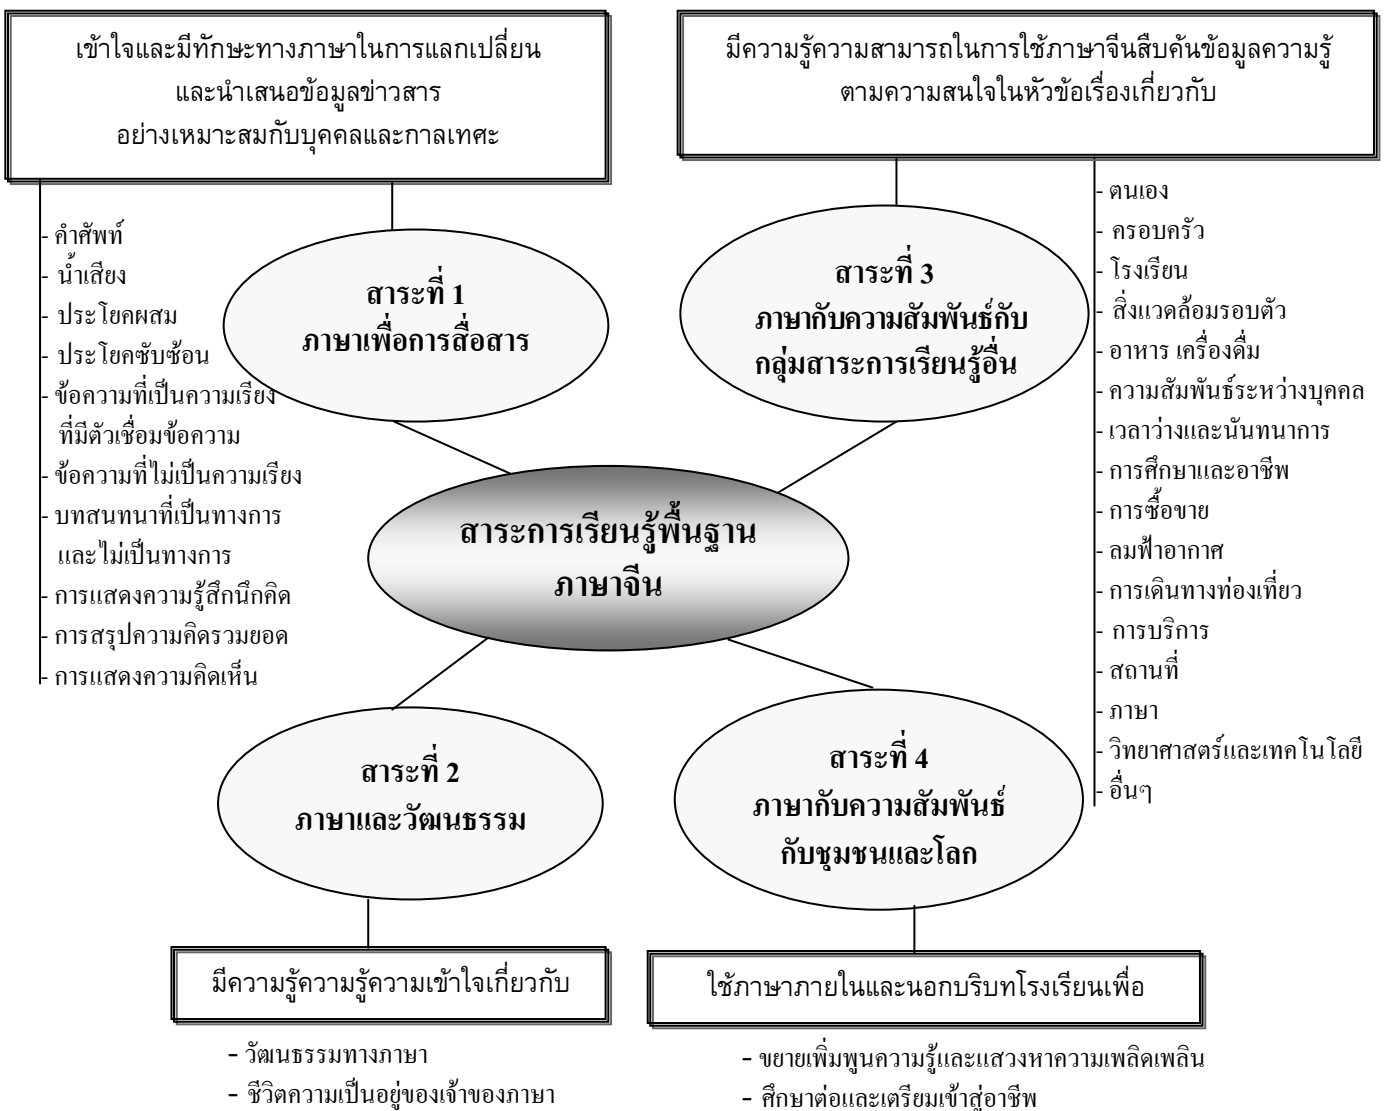 เข้าใจและมีทักษะทางภาษาในการแลกเปลี่ยน
และนำเสนอข้อมูลข่าวสาร
อย่างเหมาะสมกับบุคคลและกาลเทศะ
- คำศัพท์
- น้ำเสียง
- ประโยคผสม
- ประโยคซับซ้อน
- ข้อความที่เป็นความเรียง
ที่มีตัวเชื่อมข้อความ
- ข้อความที่ไม่เป็นความเรียง
- บทสนทนาที่เป็นทางการ
และไม่เป็นทางการ
- การแสดงความรู้สึกนึกคิด
- การสรุปความคิดรวมยอด
- การแสดงความคิดเห็น
สาระที่ 1
ภาษาเพื่อการสื่อสาร
มีความรู้ความสามารถในการใช้ภาษาจีนสืบค้นข้อมูลความรู้
ตามความสนใจในหัวข้อเรื่องเกี่ยวกับ
สาระที่ 3
ภาษากับความสัมพันธ์กับ
กลุ่มสาระการเรียนรู้อื่น
- ตนเอง
- ครอบครัว
- โรงเรียน
- สิ่งแวดล้อมรอบตัว
- อาหาร เครื่องดื่ม
- ความสัมพันธ์ระหว่างบุคคล
- เวลาว่างและนันทนาการ
- การศึกษาและอาชีพ
- การซื้อขาย
- ลมฟ้าอากาศ
- การเดินทางท่องเที่ยว
- การบริการ
- สถานที่
- ภาษา
- วิทยาศาสตร์และเทคโนโลยี
- อื่นๆ
สาระการเรียนรู้พื้นฐาน
ภาษาจีน
สาระที่ 2
ภาษาและวัฒนธรรม
มีความรู้ความรู้ความเข้าใจเกี่ยวกับ
- วัฒนธรรมทางภาษา
- ชีวิตความเป็นอยู่ของเจ้าของภาษา
สาระที่ 4
ภาษากับความสัมพันธ์
กับชุมชนและโลก
ใช้ภาษาภายในและนอกบริบทโรงเรียนเพื่อ
- ขยายเพิ่มพูนความรู้และแสวงหาความเพลิดเพลิน
- ศึกษาต่อและเตรียมเข้าสู่อาชีพ